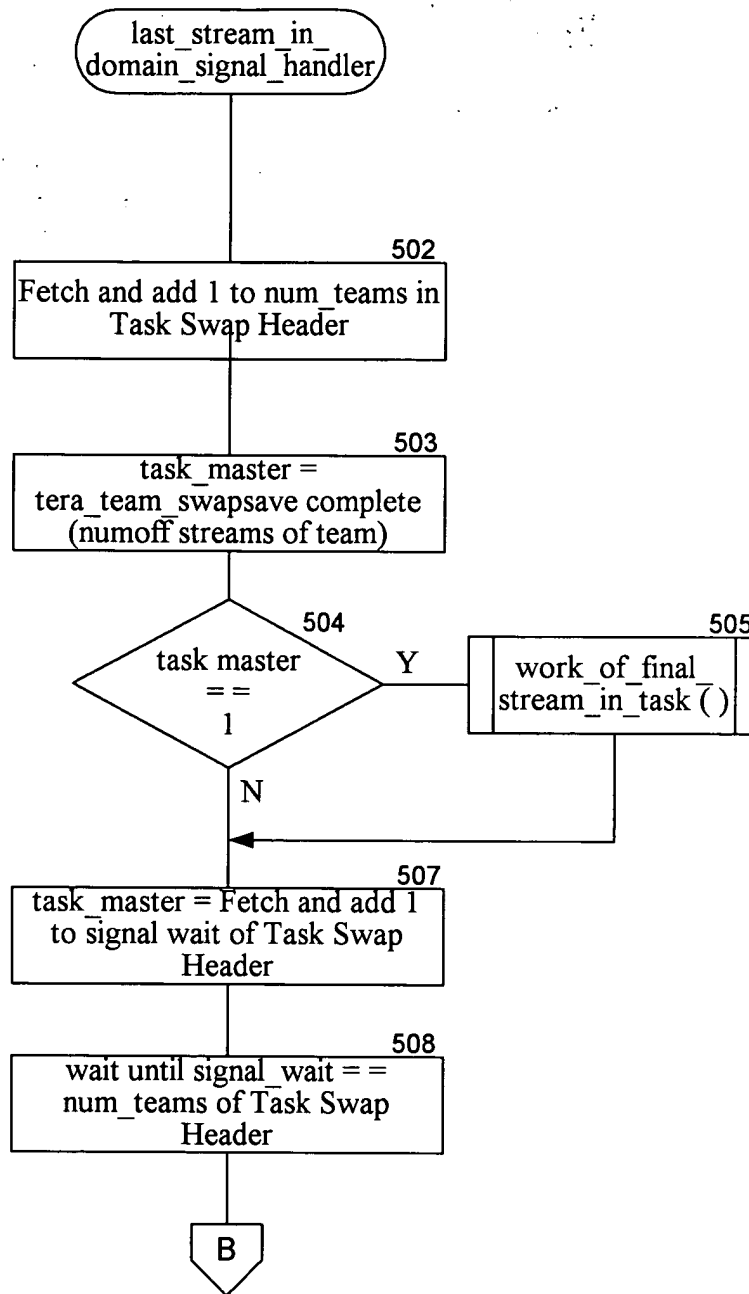 last_stream_in_
domain_signal_handler
502
Fetch and add 1 to num_teams in
Task Swap Header
503
task_master =
tera_team_swapsave complete
(numoff streams of team)
504
task master
= =
1
Y
N
505
work_of_final_
stream_in_task ( )
507
task_master = Fetch and add 1
to signal wait of Task Swap
Header
508
wait until signal_wait = =
num_teams of Task Swap
Header
B